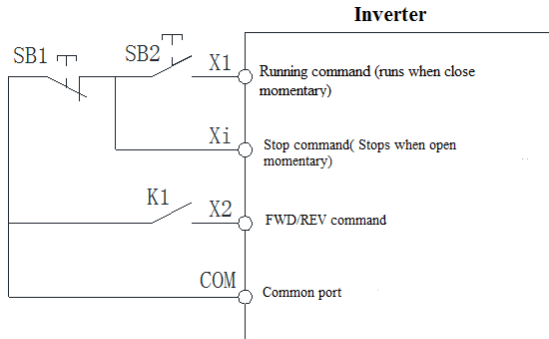 Inverter
SB1
SB2
X1
Running command (runs when close
momentary)
Xi
Stop command( Stops when open
momentary)
K1
X2
FWD/REV command
COM
Common port